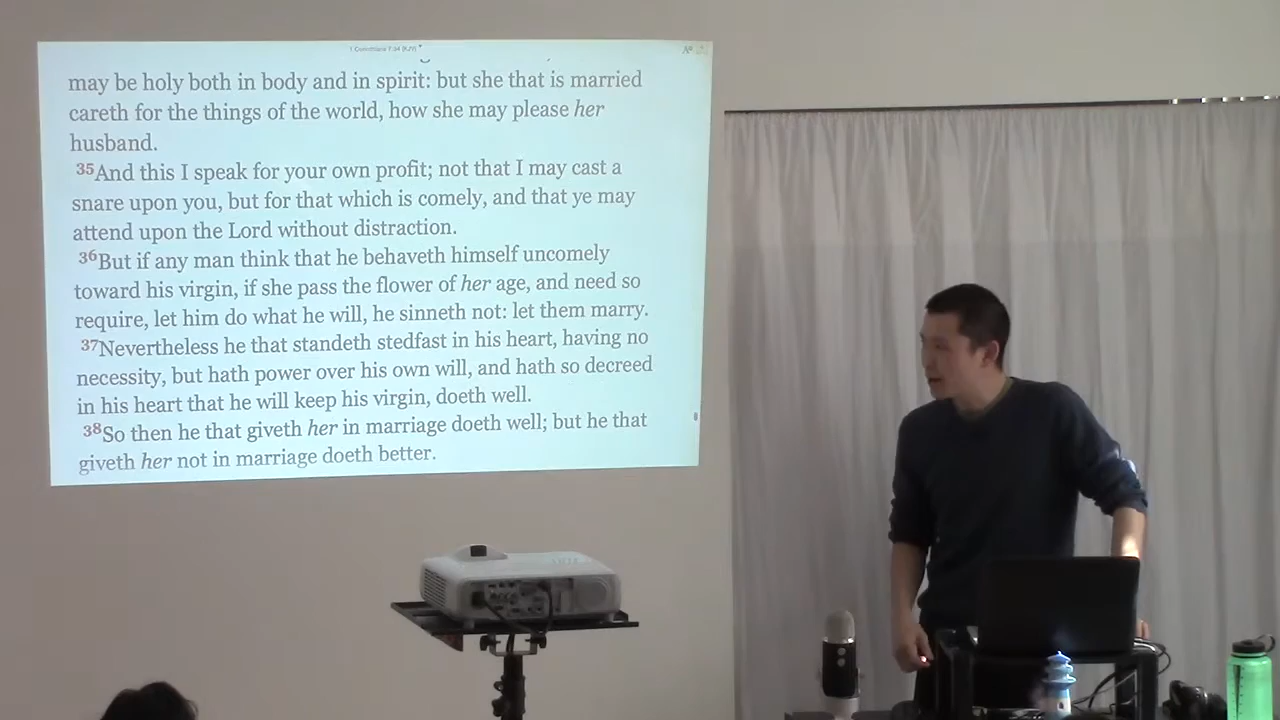 1 Corinthians 7:34 (KJV)
may be holy both in body and in spirit: but she that is married
careth for the things of the world, how she may please her
husband.
35And this I speak for your own profit; not that I may cast a
snare upon you, but for that which is comely, and that ye may
attend upon the Lord without distraction.
36But if any man think that he behaveth himself uncomely
toward his virgin, if she pass the flower of her age, and need so
require, let him do what he will, he sinneth not: let them marry.
37Nevertheless he that standeth stedfast in his heart, having no
necessity, but hath power over his own will, and hath so decreed
in his heart that he will keep his virgin, doeth well.
38So then he that giveth her in marriage doeth well; but he that
giveth her not in marriage doeth better.